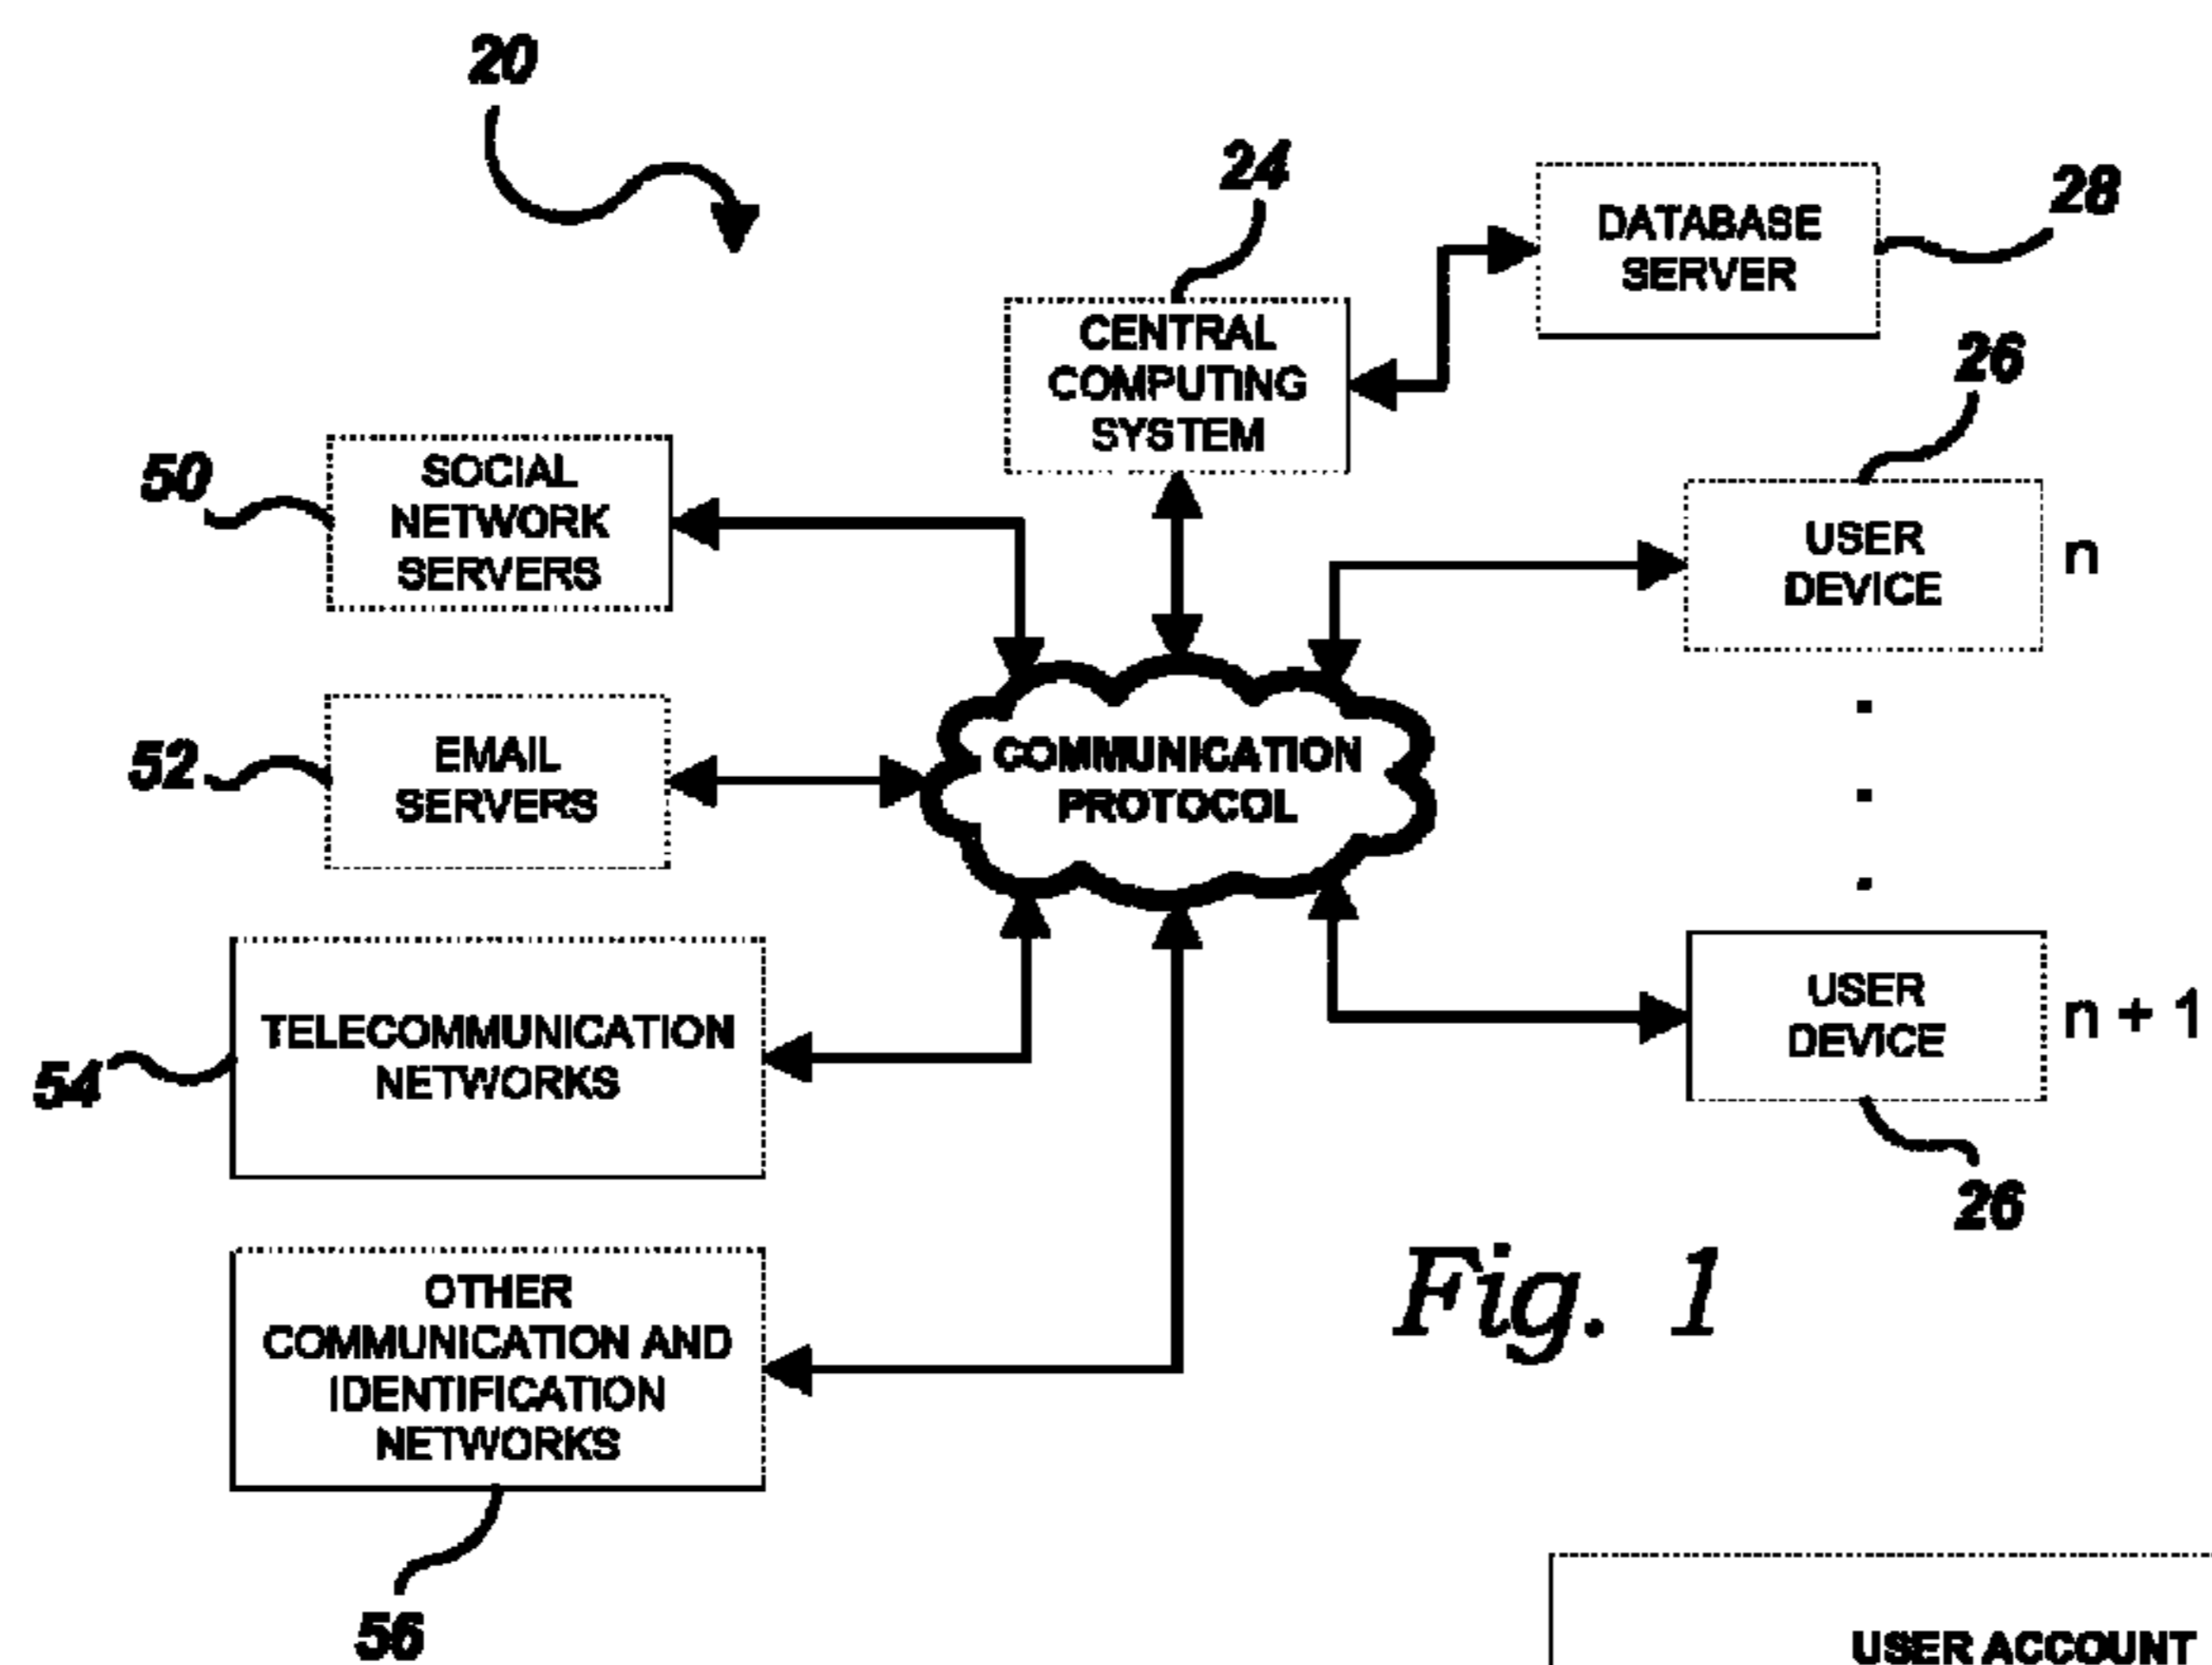 20
24
DATABASE
SERVER
28
CENTRAL
COMPUTING
SYSTEM
26
50
SOCIAL
NETWORK
SERVERS
USER
DEVICE
n
52
EMAIL
SERVERS
COMMUNICATION
PROTOCOL
54
TELECOMMUNICATION
NETWORKS
USER
DEVICE
n + 1
26
OTHER
COMMUNICATION AND
IDENTIFICATION
NETWORKS
Fig. 1
56
USER ACCOUNT